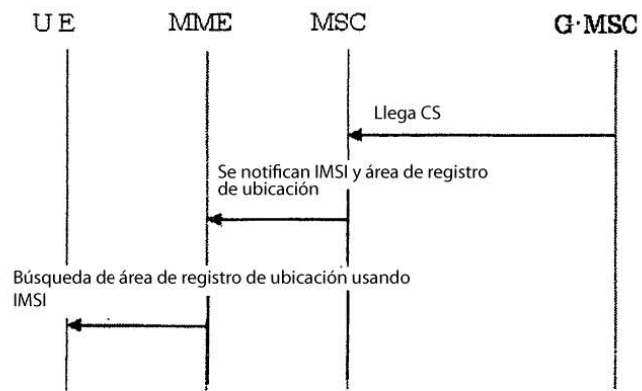 UE MME MSC G·MSC
Llega CS
Se notifican IMSI y área de registro
de ubicación
Búsqueda de área de registro de ubicación usando
IMSI